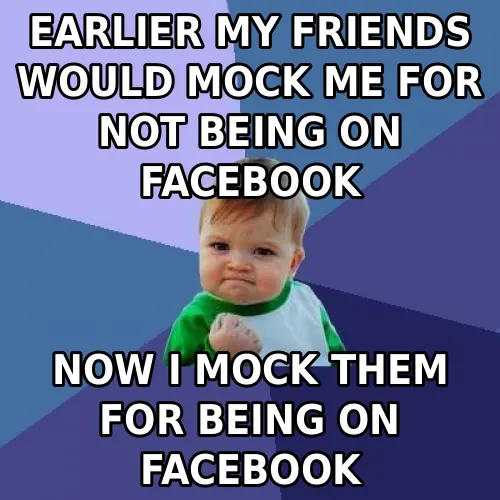 EARLIER MY FRIENDS
WOULD MOCK ME FOR
NOT BEING ON
FACEBOOK
NOW I MOCK THEM
FOR BEING ON
FACEBOOK